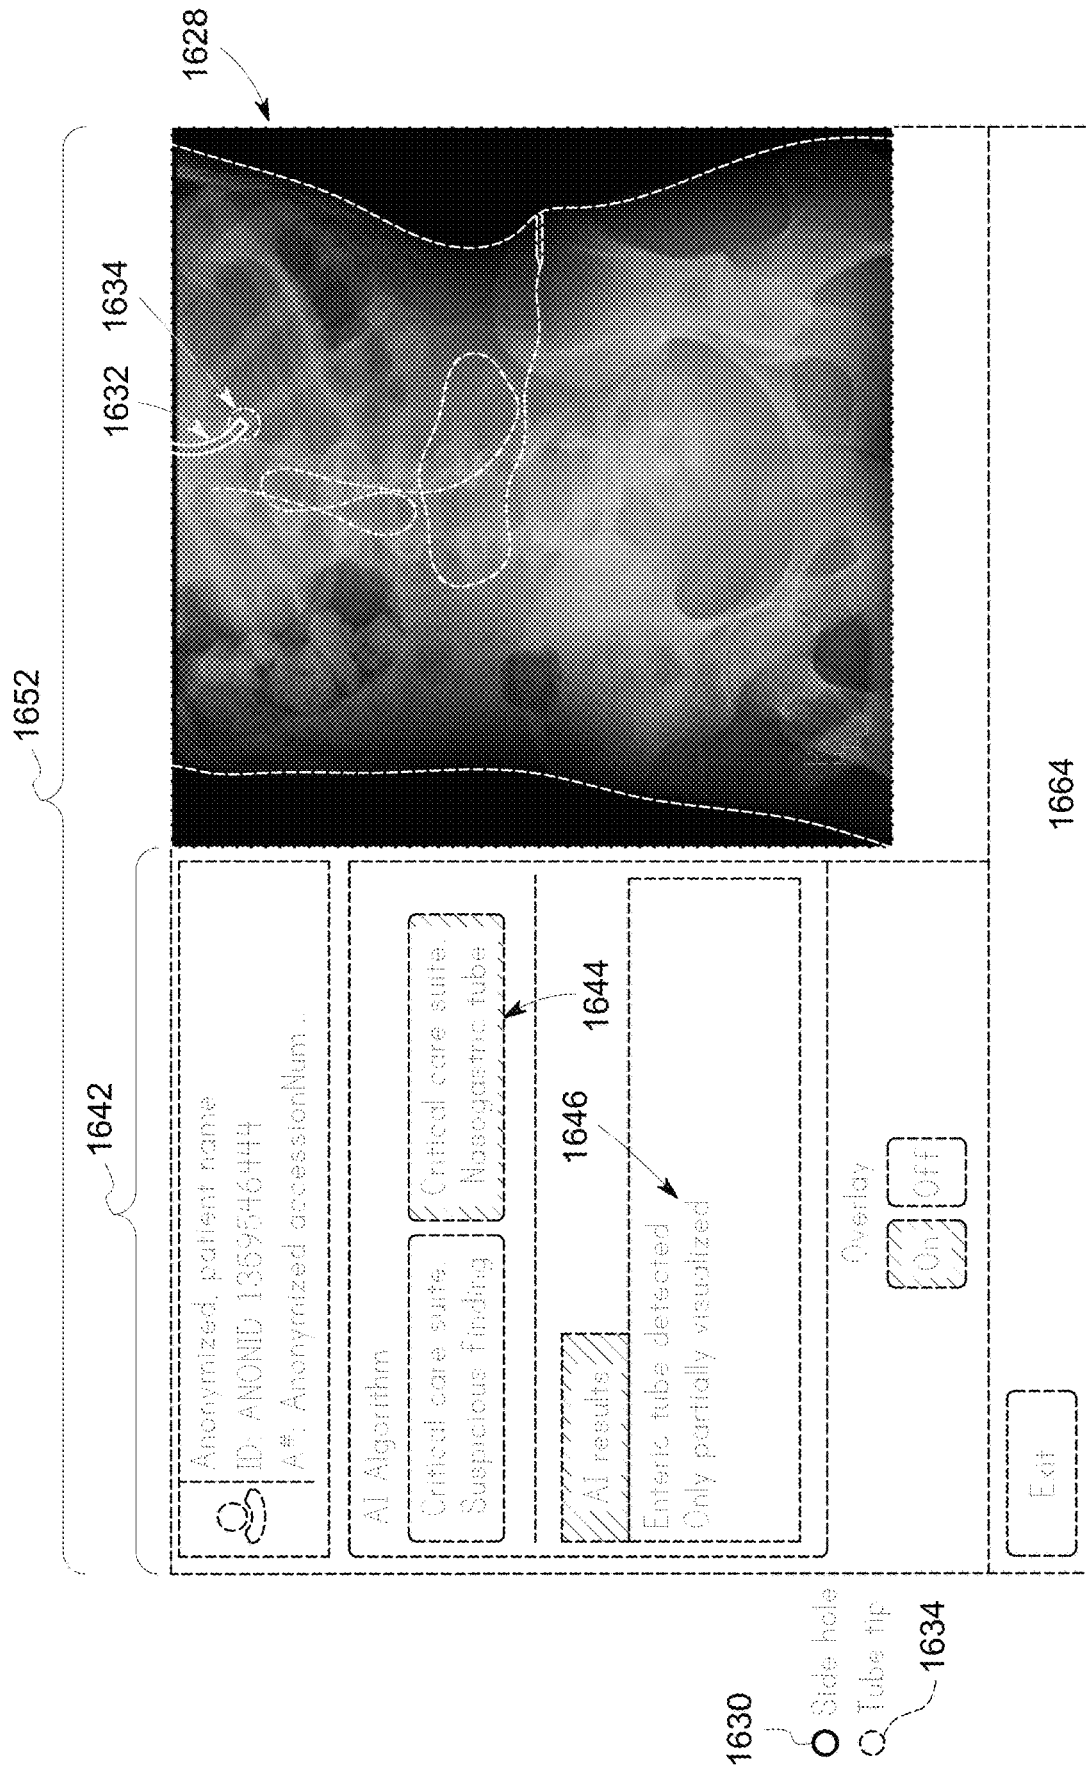 1652
1642
1628
1632
1634
Anonymized, patient name
ID: ANONID 1369546444
A#: Anonymized accessionNum..
AI Algorithm
Critical care suite
Suspicious finding
Critical care suite.
Nasogastric tube
1644
AI results
1646
Enteric tube detected
Only partially visualized
Overlay
On
Off
Exit
1664
1630
Side hole
Tube tip
1634